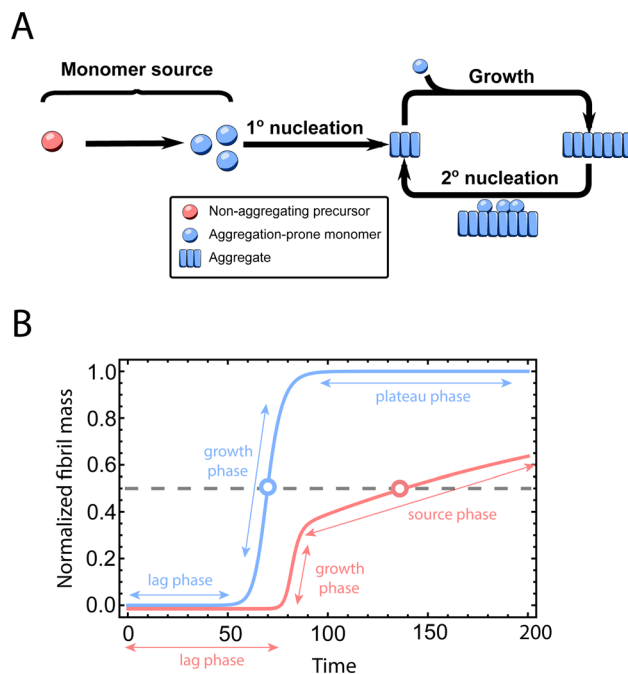 A
Monomer source
Growth
1º nucleation
2º nucleation
Non-aggregating precursor
Aggregation-prone monomer
Aggregate
B
Normalized fibril mass
1.0
0.8
0.6
0.4
0.2
0.0
plateau phase
growth
phase
source phase
lag phase
growth
phase
0
50
100
150
200
lag phase
Time